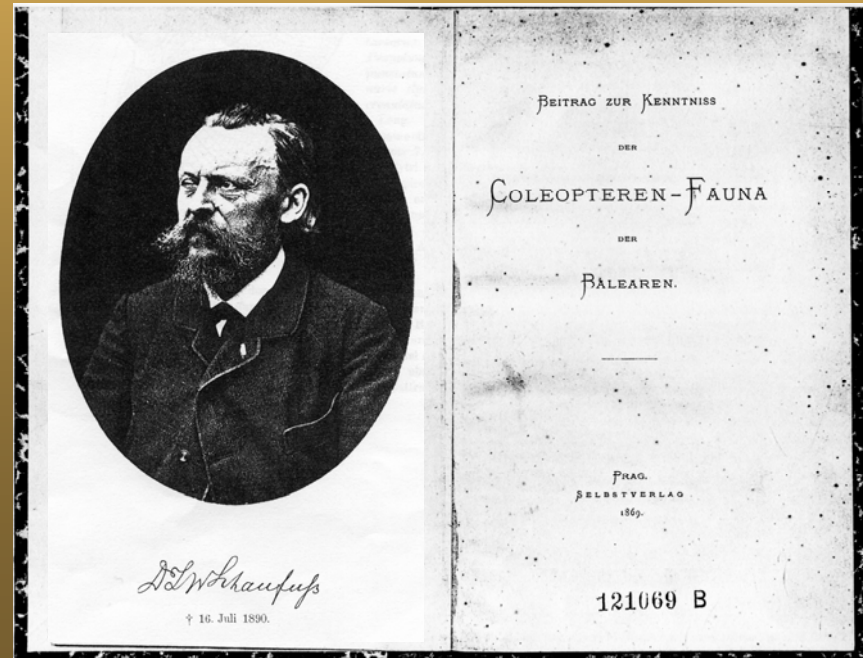 Dr L W Schaufuß
† 16. Juli 1890.
BEITRAG ZUR KENNTNISS
DER
COLEOPTEREN-FAUNA
DER
BALEAREN.
PRAG.
SELBSTVERLAG
1869.
121069 B